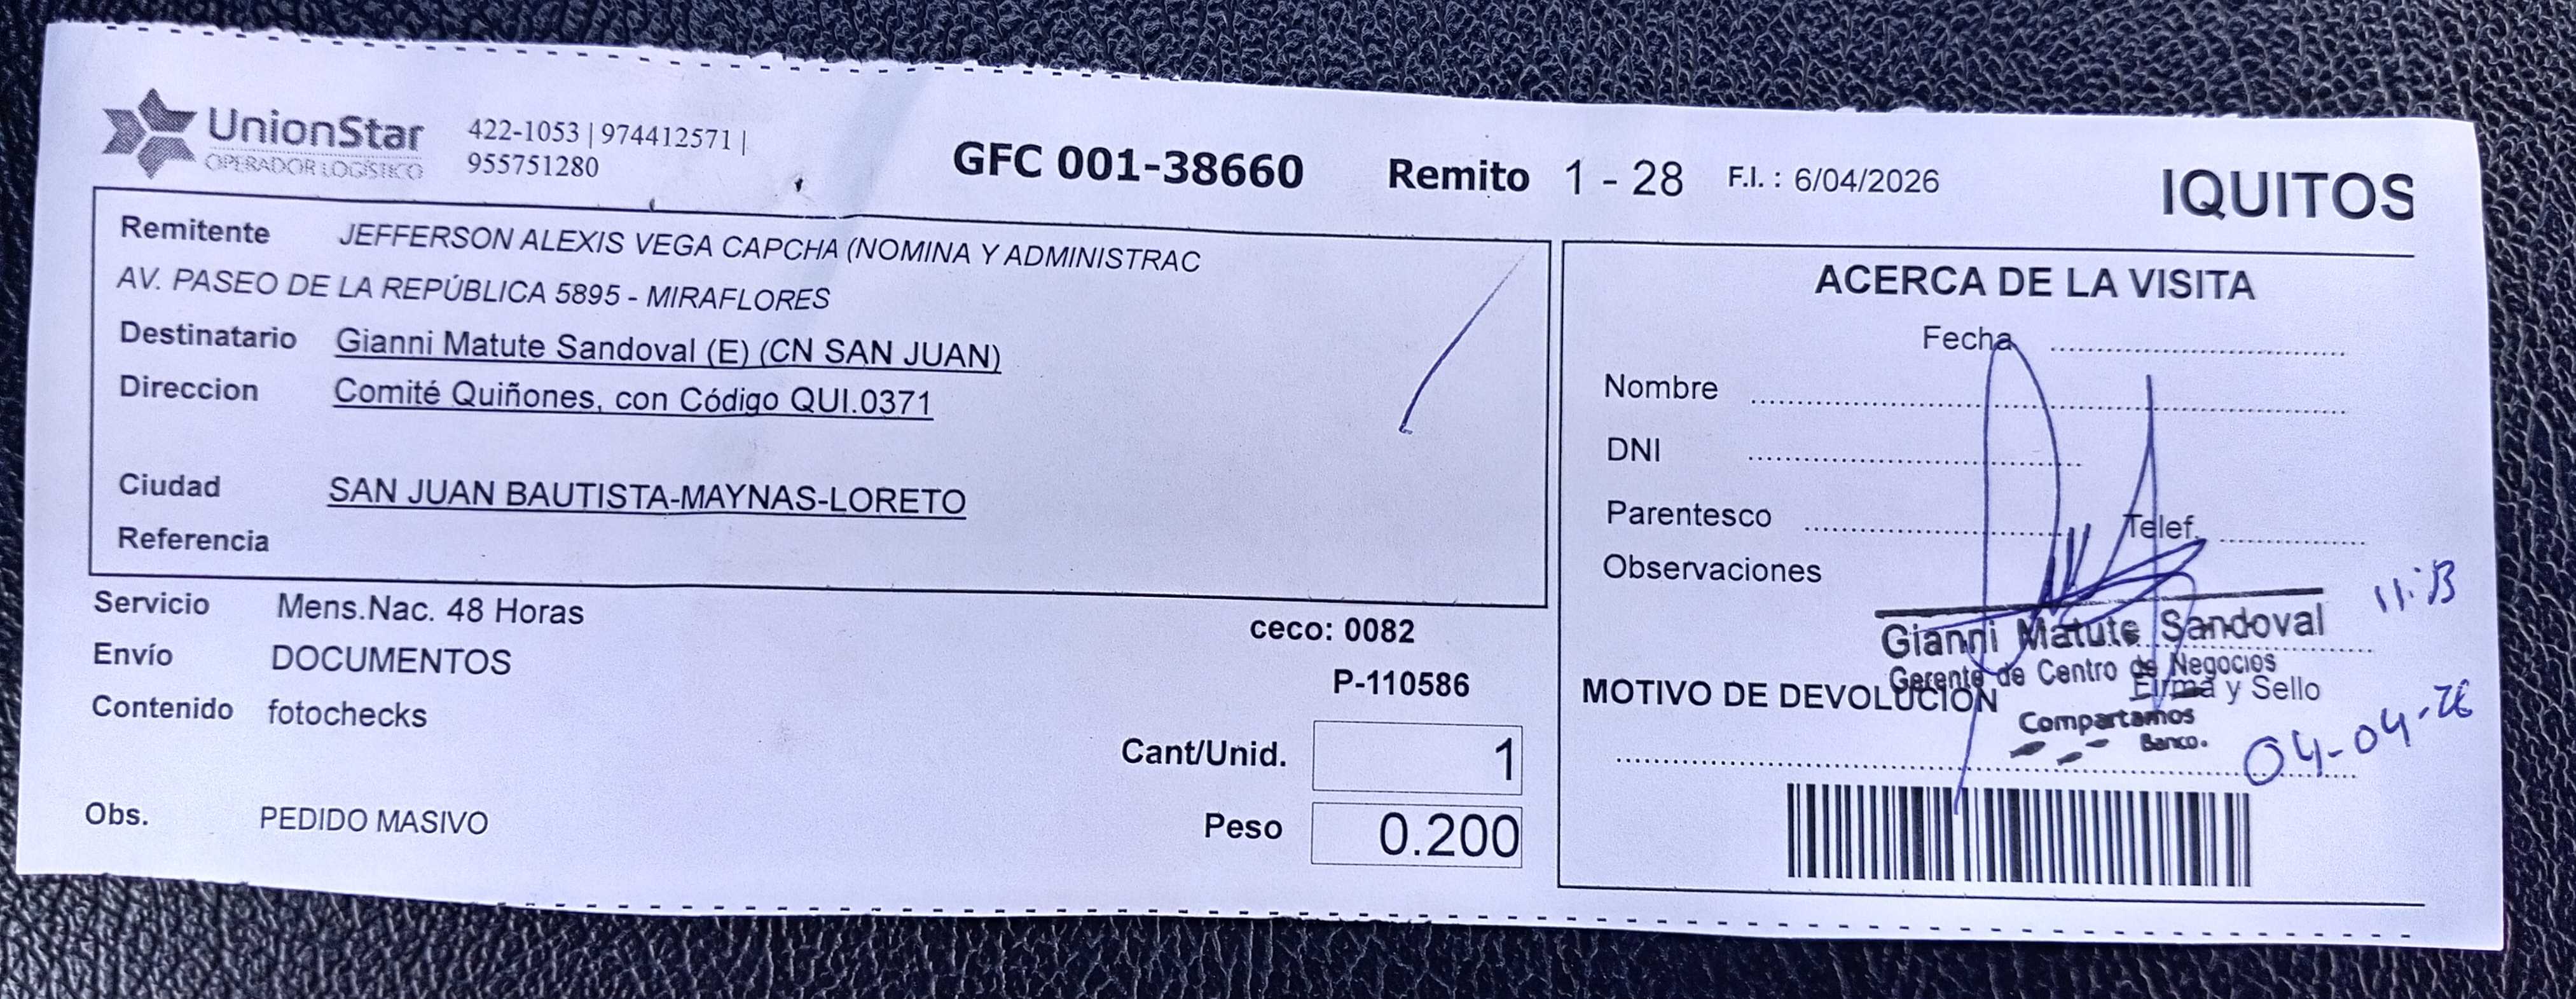 UnionStar
OPERADOR LOGÍSTICO
422-1053 | 974412571 |
955751280
GFC 001-38660
Remito 1 - 28
F.I. : 6/04/2026
IQUITOS
Remitente JEFFERSON ALEXIS VEGA CAPCHA (NOMINA Y ADMINISTRAC
AV. PASEO DE LA REPÚBLICA 5895 - MIRAFLORES
Destinatario Gianni Matute Sandoval (E) (CN SAN JUAN)
Direccion Comité Quiñones, con Código QUI.0371
Ciudad SAN JUAN BAUTISTA-MAYNAS-LORETO
Referencia
Servicio Mens.Nac. 48 Horas
Envío DOCUMENTOS
Contenido fotochecks
Obs. PEDIDO MASIVO
ceco: 0082
P-110586
Cant/Unid. 1
Peso 0.200
ACERCA DE LA VISITA
Fecha
Nombre
DNI
Parentesco
Telef.
Observaciones
Gianni Matute Sandoval
Gerente de Centro de Negocios
Firma y Sello
Compartamos
Banco.
MOTIVO DE DEVOLUCIÓN
04-04-26